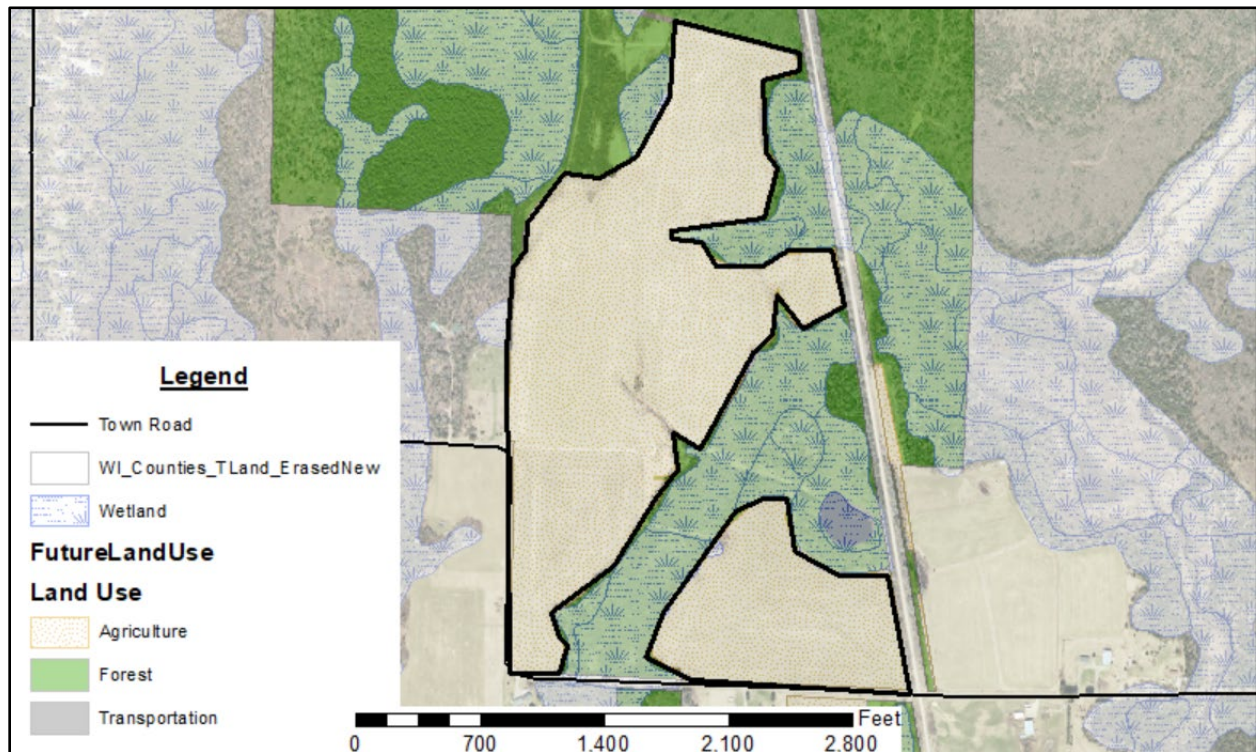 Legend
Town Road
WI_Counties_TLand_ErasedNew
Wetland
FutureLandUse
Land Use
Agriculture
Forest
Transportation
Feet
0 700 1,400 2,100 2,800